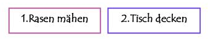 1.Rasen mähen
2.Tisch decken